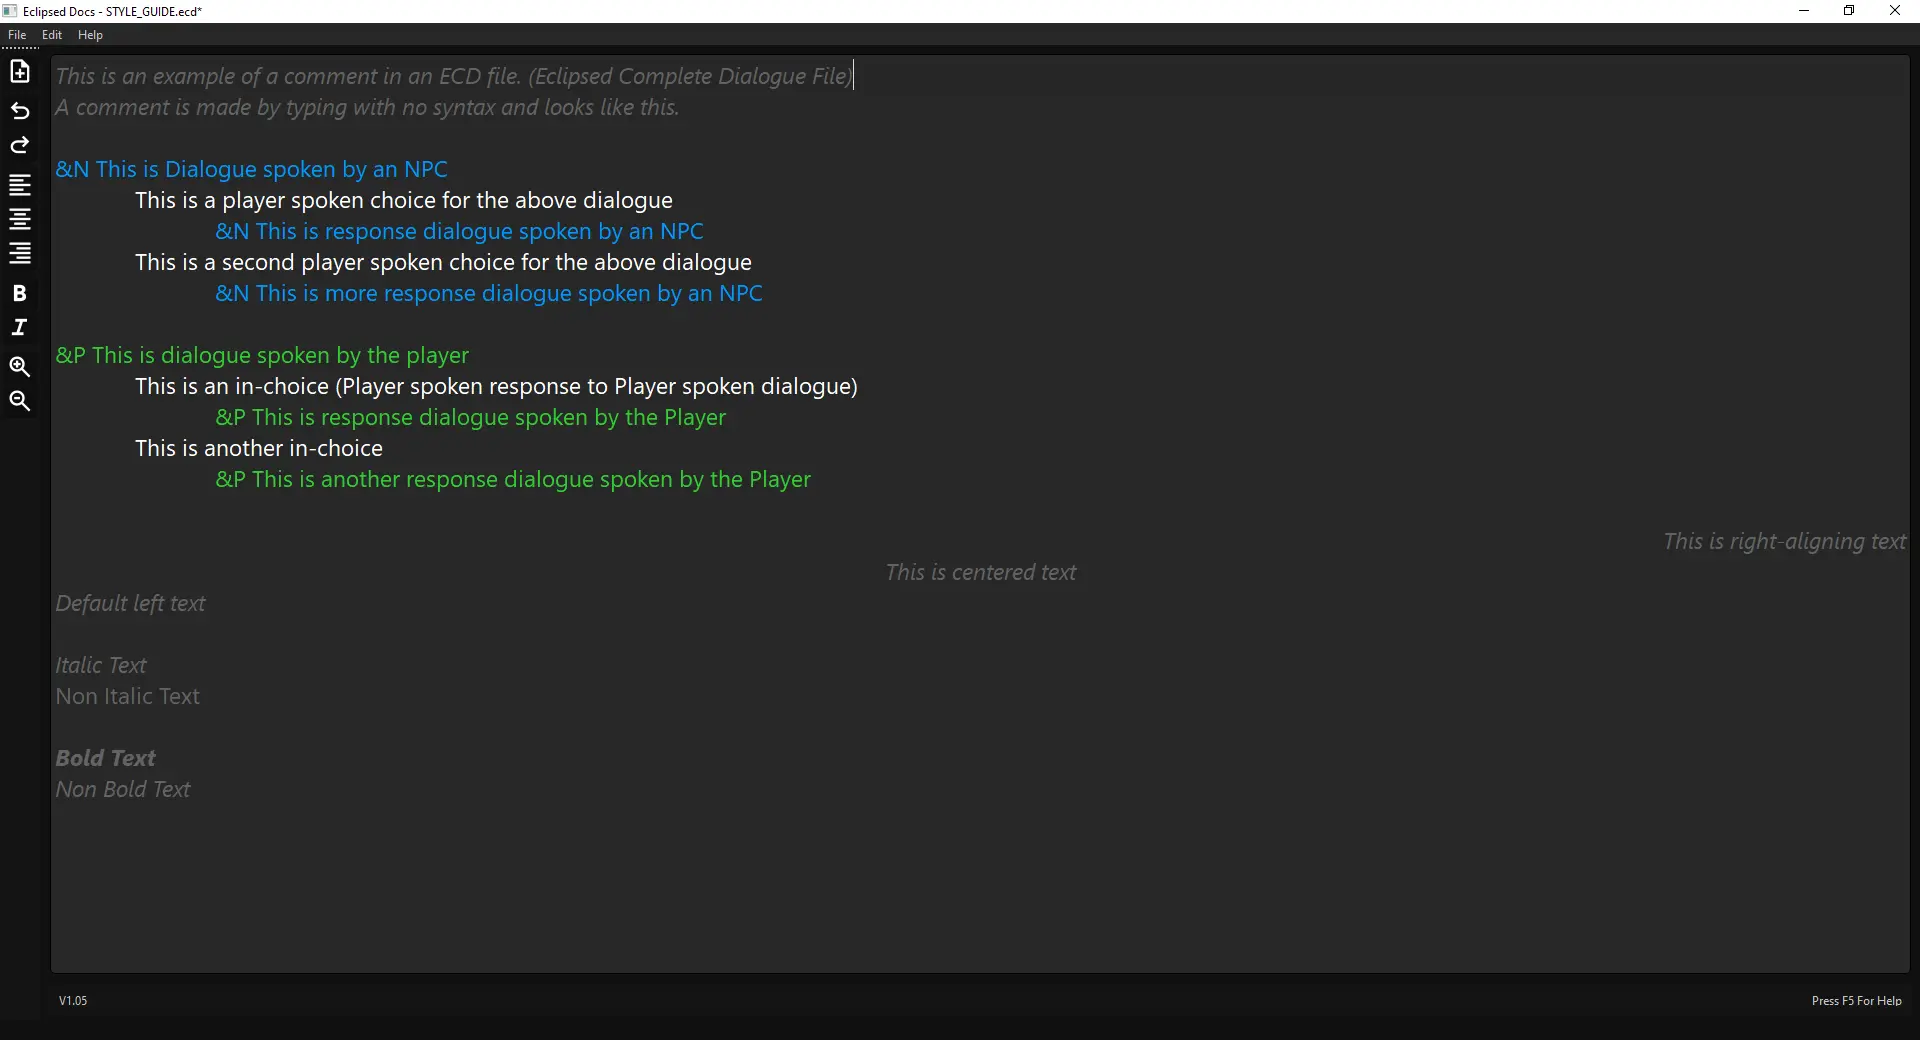 Eclipsed Docs - STYLE_GUIDE.ecd*
File Edit Help
This is an example of a comment in an ECD file. (Eclipsed Complete Dialogue File)
A comment is made by typing with no syntax and looks like this.
&N This is Dialogue spoken by an NPC
This is a player spoken choice for the above dialogue
&N This is response dialogue spoken by an NPC
This is a second player spoken choice for the above dialogue
&N This is more response dialogue spoken by an NPC
&P This is dialogue spoken by the player
This is an in-choice (Player spoken response to Player spoken dialogue)
&P This is response dialogue spoken by the Player
This is another in-choice
&P This is another response dialogue spoken by the Player
This is right-aligning text
This is centered text
Default left text
Italic Text
Non Italic Text
Bold Text
Non Bold Text
V1.05
Press F5 For Help